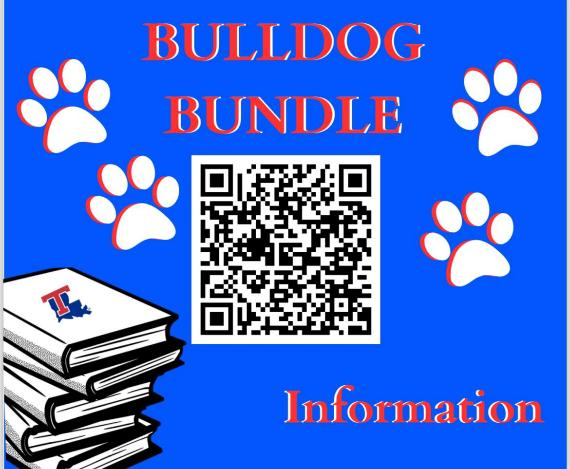 BULLDOG
BUNDLE
T
Information